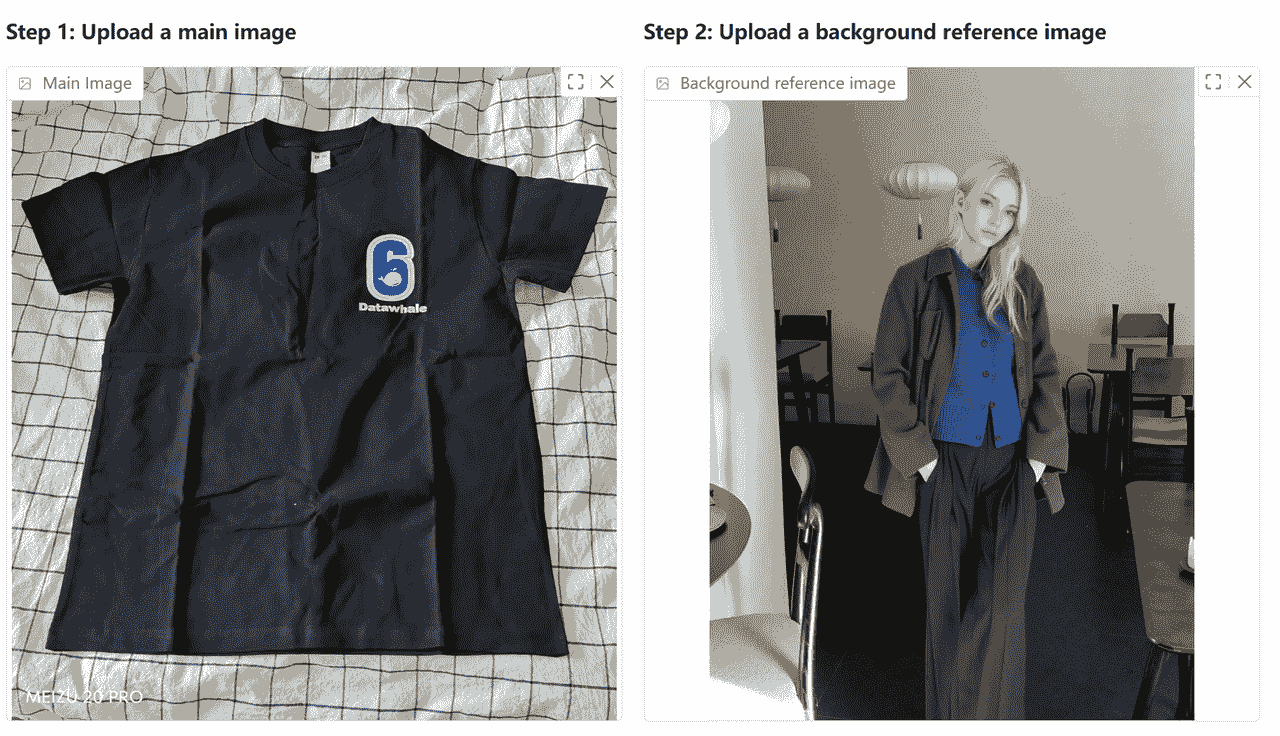 Step 1: Upload a main image
Step 2: Upload a background reference image
Main Image
Background reference image
6
Datawhale
MEIZU 20 PRO